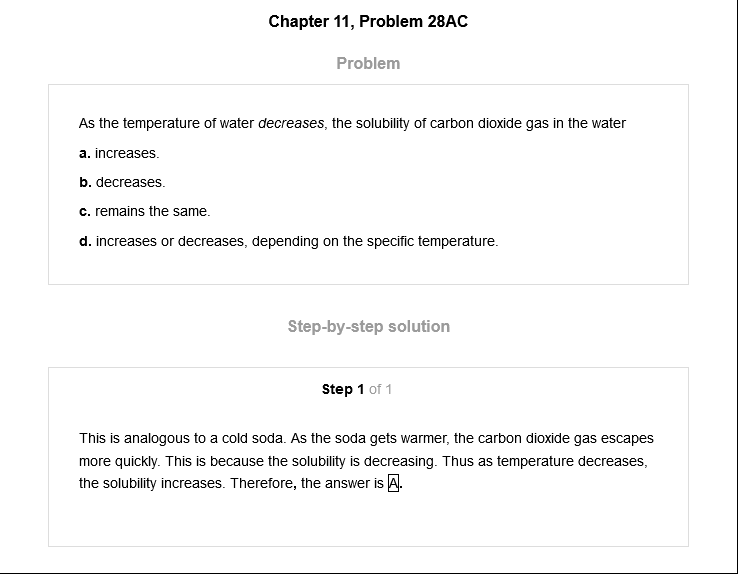 Chapter 11, Problem 28AC
Problem
As the temperature of water decreases, the solubility of carbon dioxide gas in the water
a. increases.
b. decreases.
c. remains the same.
d. increases or decreases, depending on the specific temperature.
Step-by-step solution
Step 1 of 1
This is analogous to a cold soda. As the soda gets warmer, the carbon dioxide gas escapes
more quickly. This is because the solubility is decreasing. Thus as temperature decreases,
the solubility increases. Therefore, the answer is A.